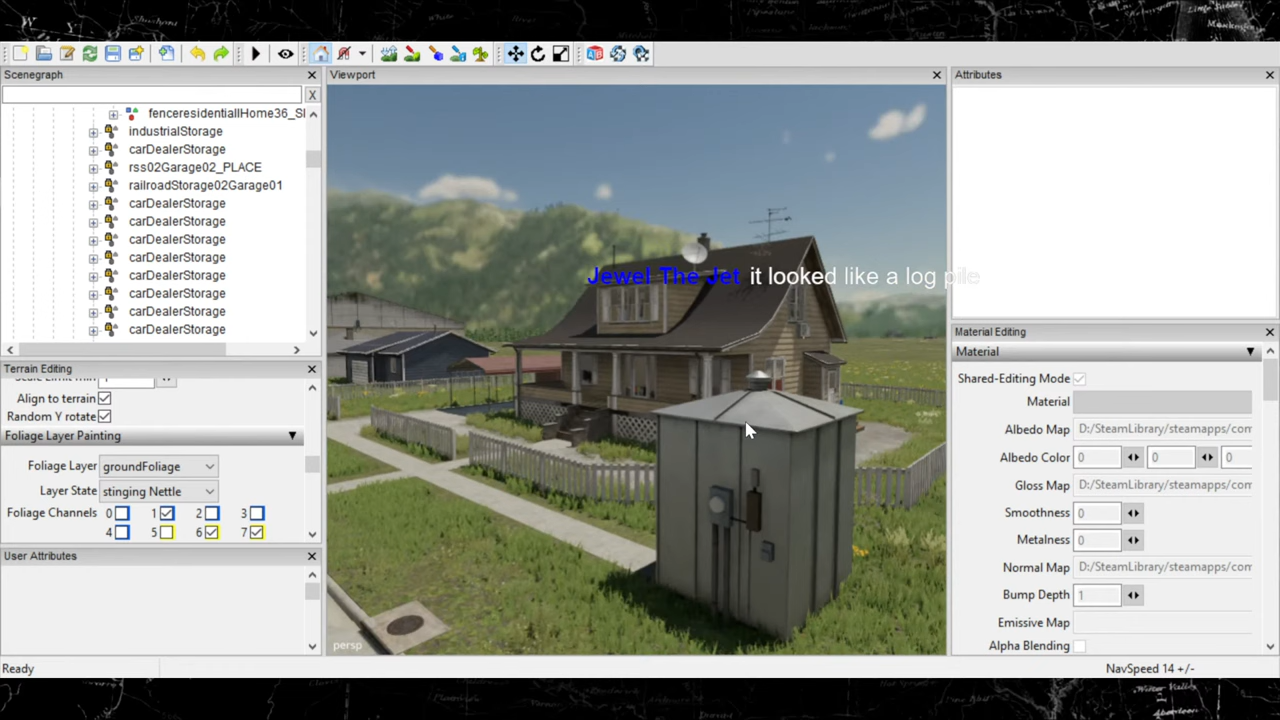 Scenegraph
X
fenceresidentiallHome36_Sl
industrialStorage
carDealerStorage
rss02Garage02_PLACE
railroadStorage02Garage01
carDealerStorage
carDealerStorage
carDealerStorage
carDealerStorage
carDealerStorage
carDealerStorage
carDealerStorage
carDealerStorage
Terrain Editing
Align to terrain
Random Y rotate
Foliage Layer Painting
Foliage Layer groundFoliage
Layer State stinging Nettle
Foliage Channels 0 1 2 3
4 5 6 7
User Attributes
Ready
Viewport
Jewel The Jet it looked like a log pile
persp
Attributes
Material Editing
Material
Shared-Editing Mode
Material
Albedo Map D:/SteamLibrary/steamapps/com
Albedo Color 0 0 0
Gloss Map D:/SteamLibrary/steamapps/com
Smoothness 0
Metalness 0
Normal Map D:/SteamLibrary/steamapps/com
Bump Depth 1
Emissive Map
Alpha Blending
NavSpeed 14 +/-